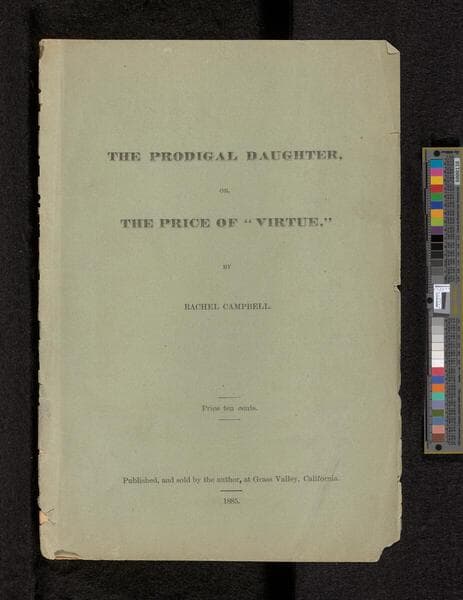 THE PRODIGAL DAUGHTER,
OR,
THE PRICE OF "VIRTUE."
BY
RACHEL CAMPBELL.
Price ten cents.
Published, and sold by the author, at Grass Valley, California.
1885.